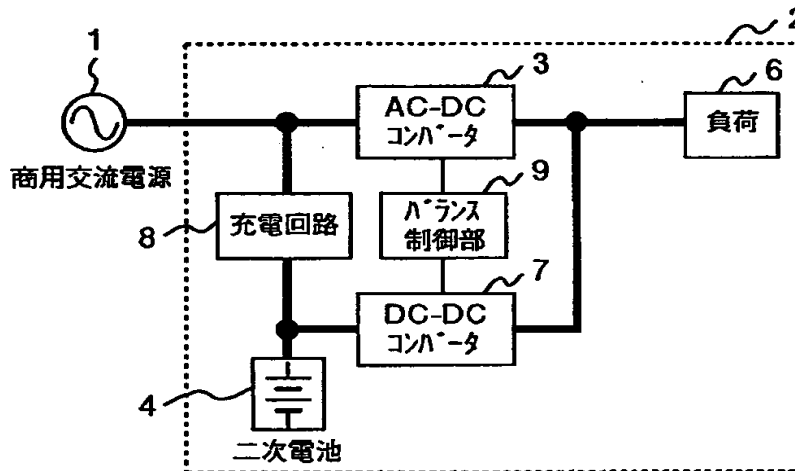 1
2
3
6
AC-DC
コンバータ
負荷
商用交流電源
9
8
充電回路
バランス
制御部
7
DC-DC
コンバータ
4
二次電池